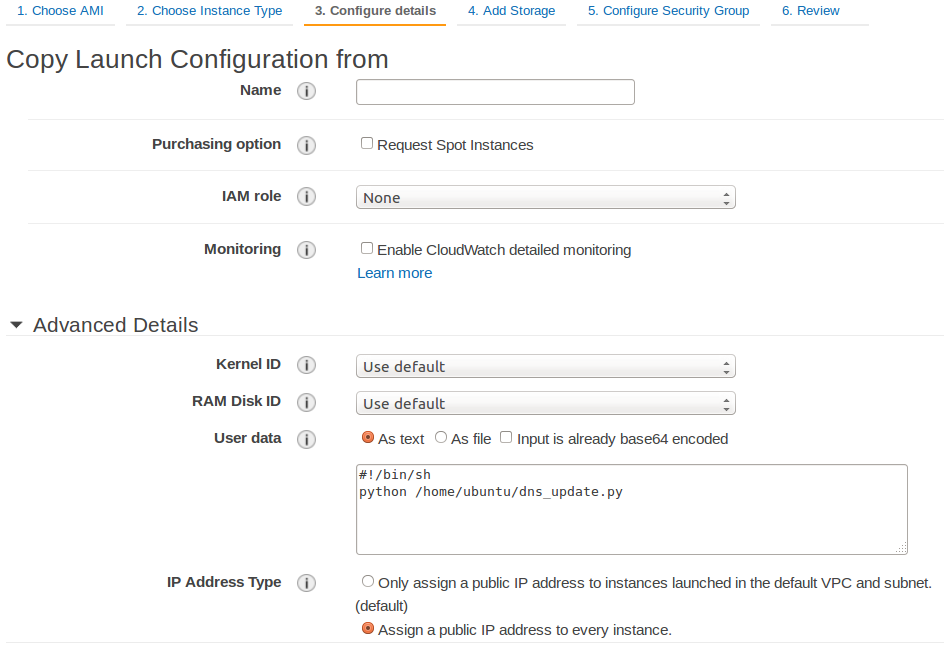 1. Choose AMI 2. Choose Instance Type 3. Configure details 4. Add Storage 5. Configure Security Group 6. Review
Copy Launch Configuration from
Name i
Purchasing option i Request Spot Instances
IAM role i None
Monitoring i Enable CloudWatch detailed monitoring
Learn more
Advanced Details
Kernel ID i Use default
RAM Disk ID i Use default
User data i As text As file Input is already base64 encoded
#!/bin/sh
python /home/ubuntu/dns_update.py
IP Address Type i Only assign a public IP address to instances launched in the default VPC and subnet.
(default)
Assign a public IP address to every instance.